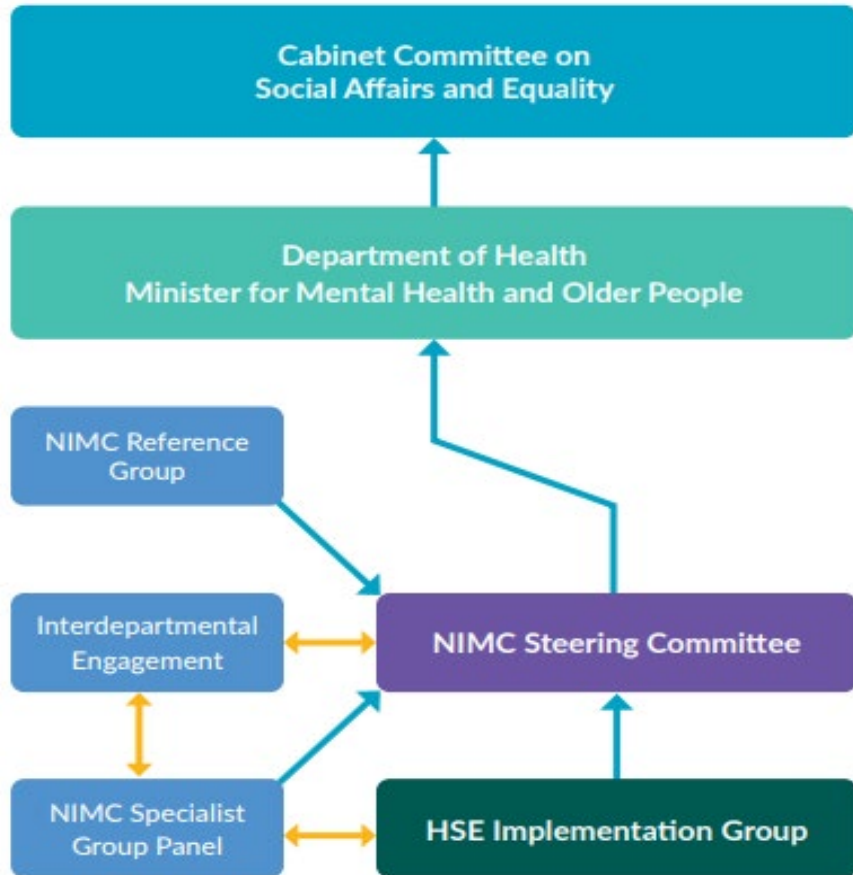 Cabinet Committee on
Social Affairs and Equality
Department of Health
Minister for Mental Health and Older People
NIMC Reference
Group
Interdepartmental
Engagement
NIMC Steering Committee
NIMC Specialist
Group Panel
HSE Implementation Group